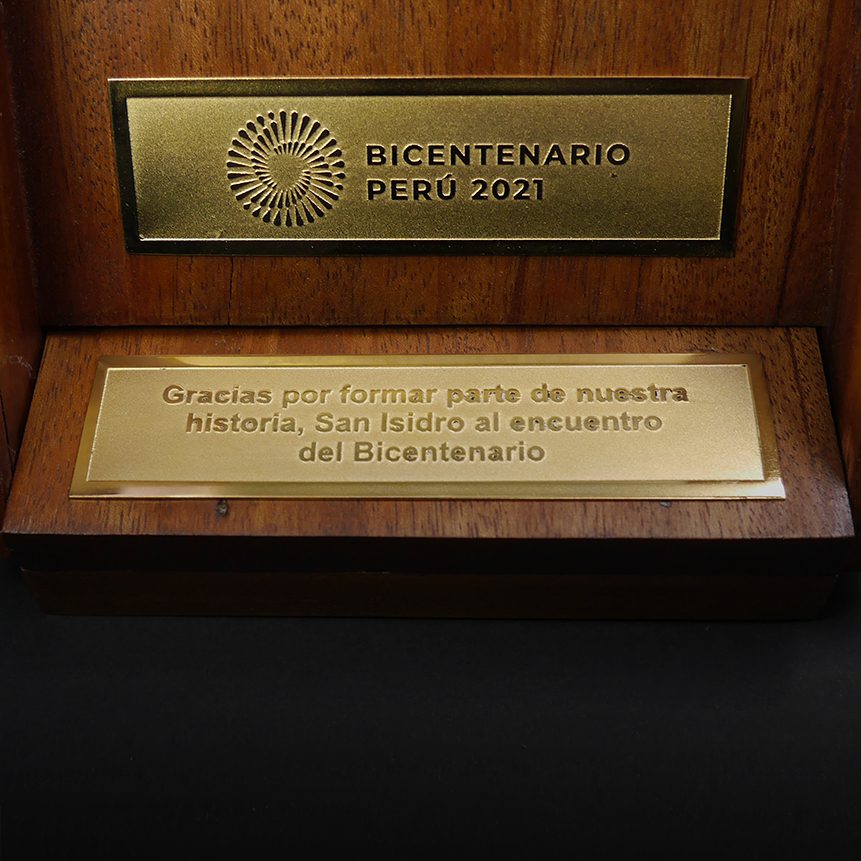 BICENTENARIO
PERÚ 2021
Gracias por formar parte de nuestra
historia, San Isidro al encuentro
del Bicentenario